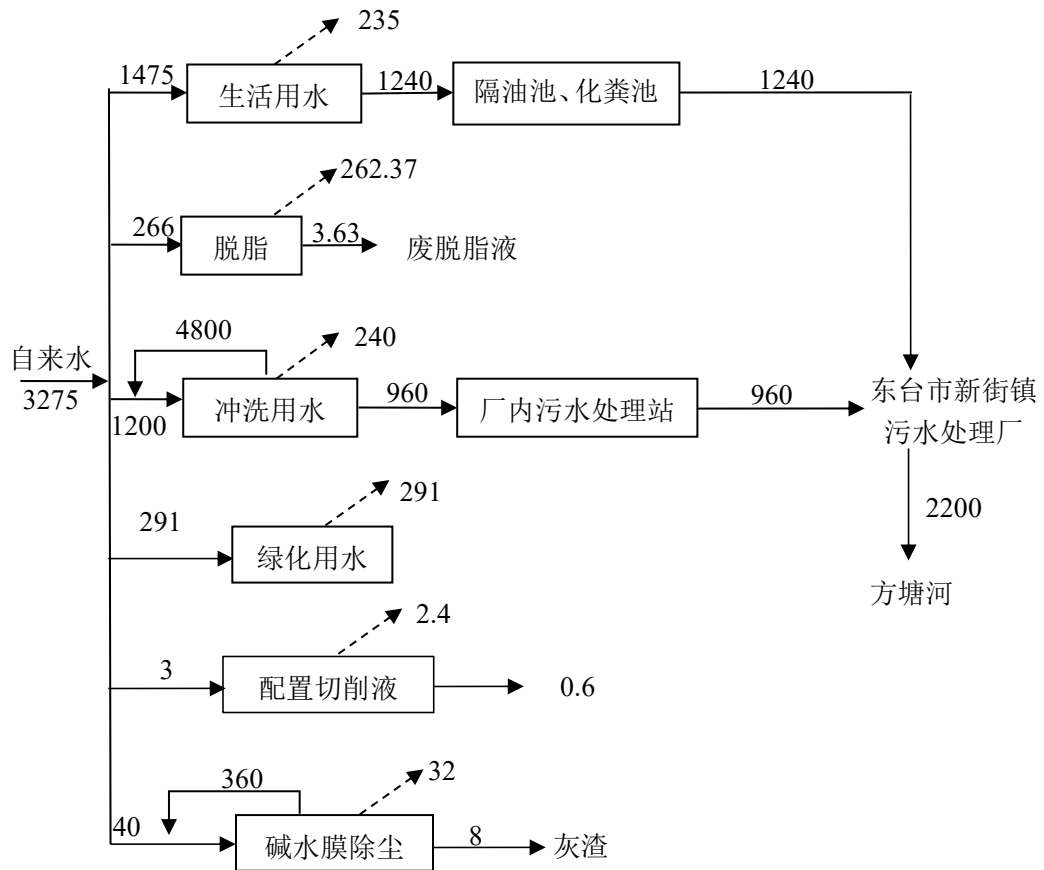 235
1475
生活用水
1240
隔油池、化粪池
1240
262.37
266
脱脂
3.63
废脱脂液
4800
240
自来水
3275
1200
冲洗用水
960
厂内污水处理站
960
东台市新街镇
污水处理厂
2200
方塘河
291
291
绿化用水
2.4
3
配置切削液
0.6
360
32
40
碱水膜除尘
8
灰渣